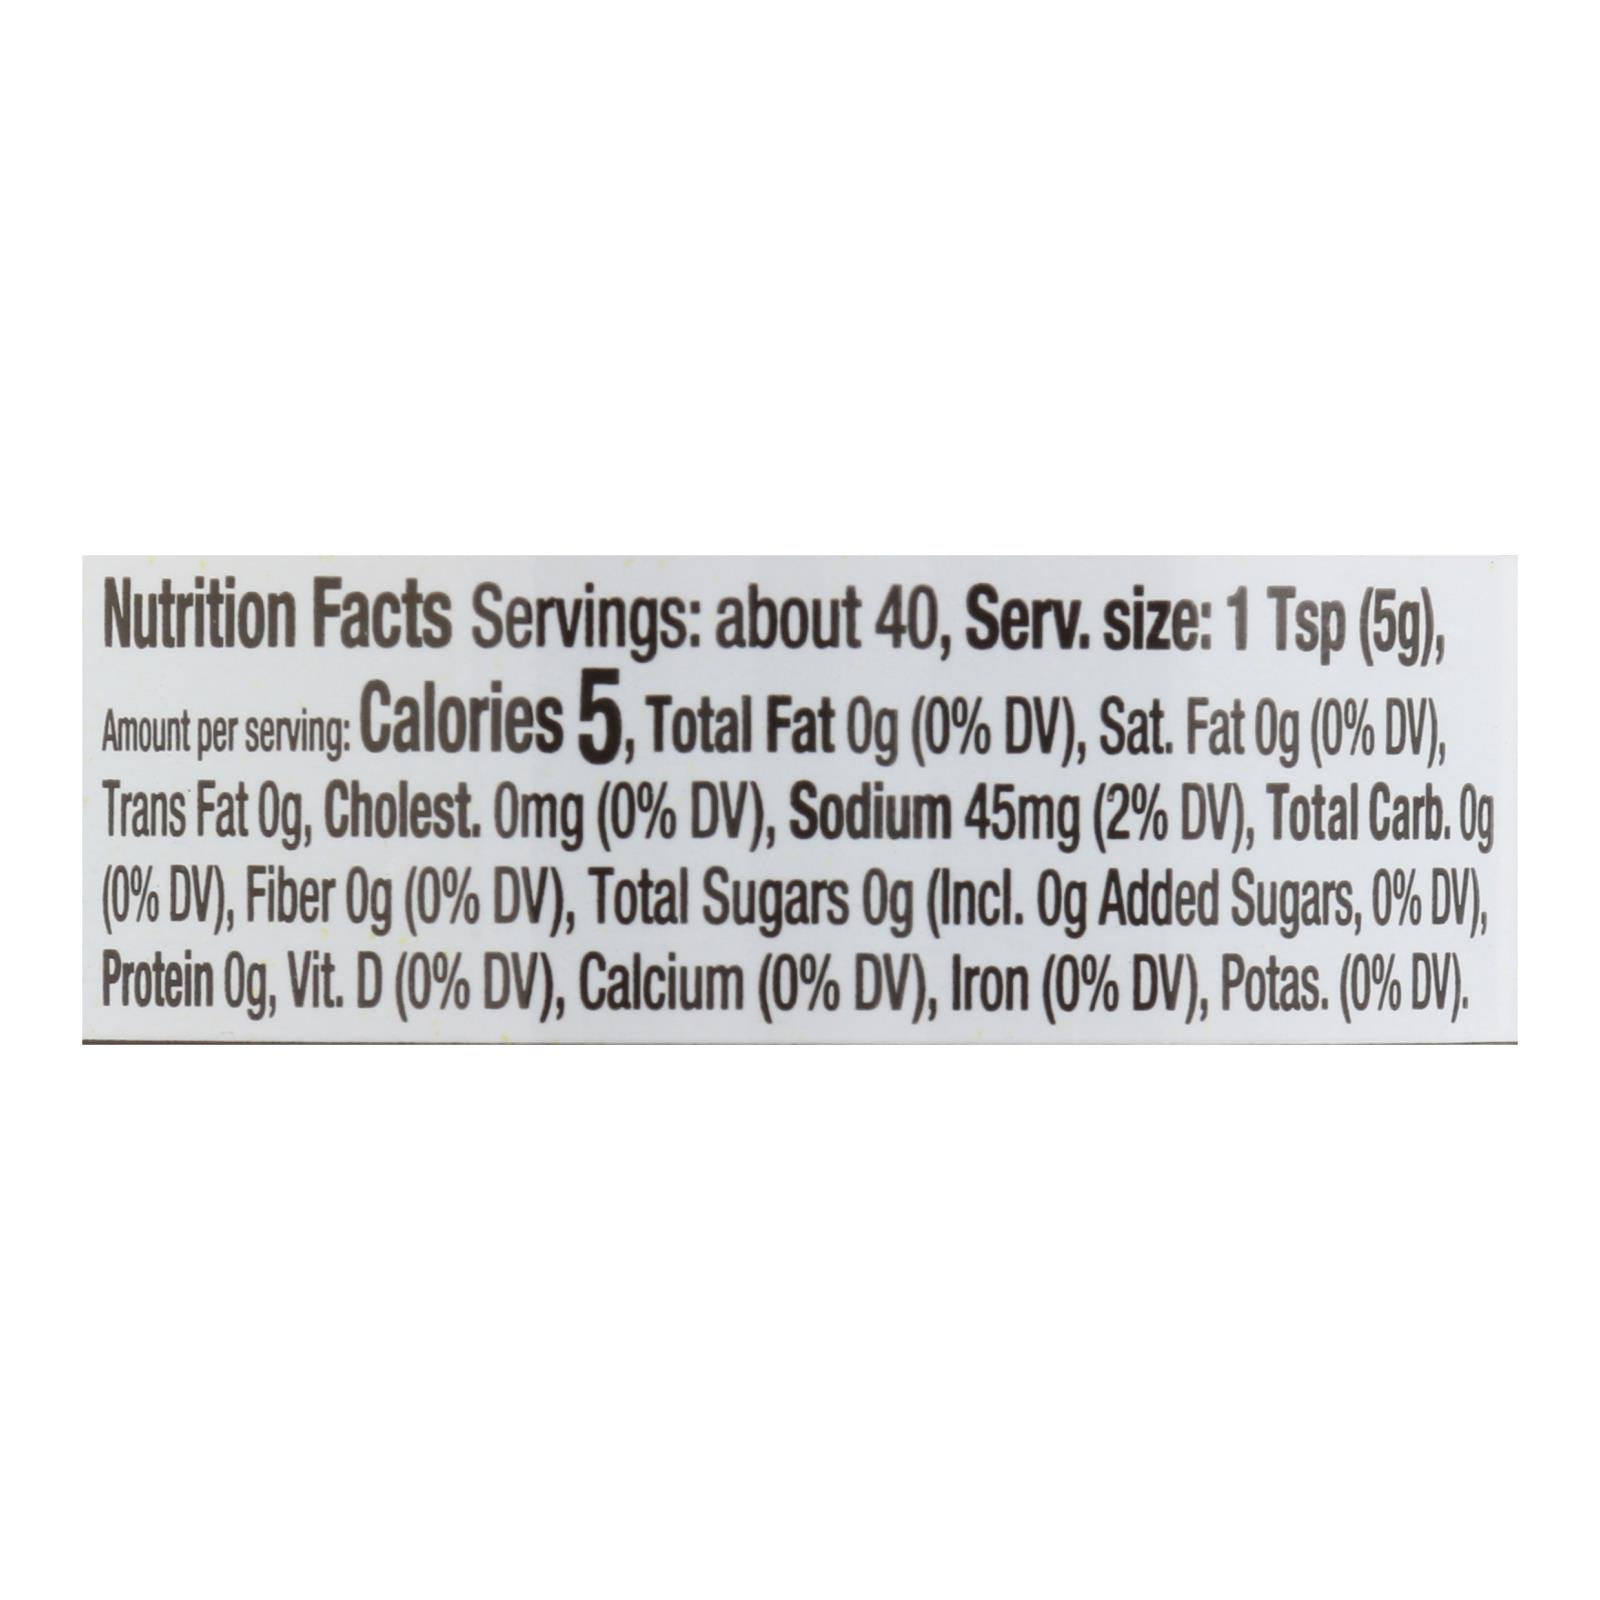 Nutrition Facts Servings: about 40, Serv. size: 1 Tsp (5g),
Amount per serving: Calories 5, Total Fat 0g (0% DV), Sat. Fat 0g (0% DV),
Trans Fat 0g, Cholest. 0mg (0% DV), Sodium 45mg (2% DV), Total Carb. 0g
(0% DV), Fiber 0g (0% DV), Total Sugars 0g (Incl. 0g Added Sugars, 0% DV),
Protein 0g, Vit. D (0% DV), Calcium (0% DV), Iron (0% DV), Potas. (0% DV).